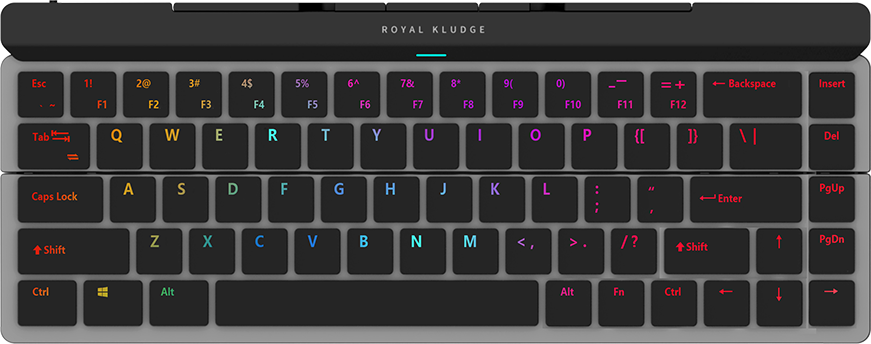 ROYAL KLUDGE
Esc 1! 2@ 3# 4$ 5% 6^ 7& 8* 9( 0) - — = + ← Backspace Insert
F1 F2 F3 F4 F5 F6 F7 F8 F9 F10 F11 F12
Tab Q W E R T Y U I O P {[ ]} \ | Del
Caps Lock A S D F G H J K L : ; “ , Enter PgUp
Shift Z X C V B N M < , > . / ? Shift ↑ PgDn
Ctrl Alt Alt Fn Ctrl ← ↓ →